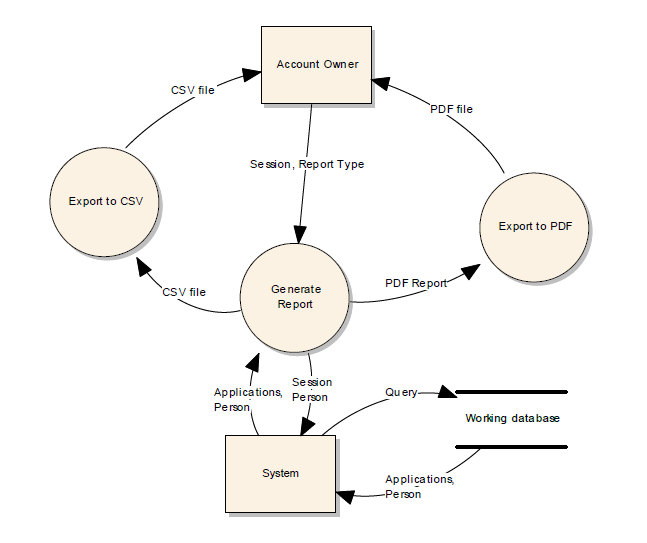 Account Owner
CSV file
PDF file
Session, Report Type
Export to CSV
Export to PDF
Generate
Report
CSV file
PDF Report
Applications,
Person
Session
Person
Query
Working database
System
Applications,
Person